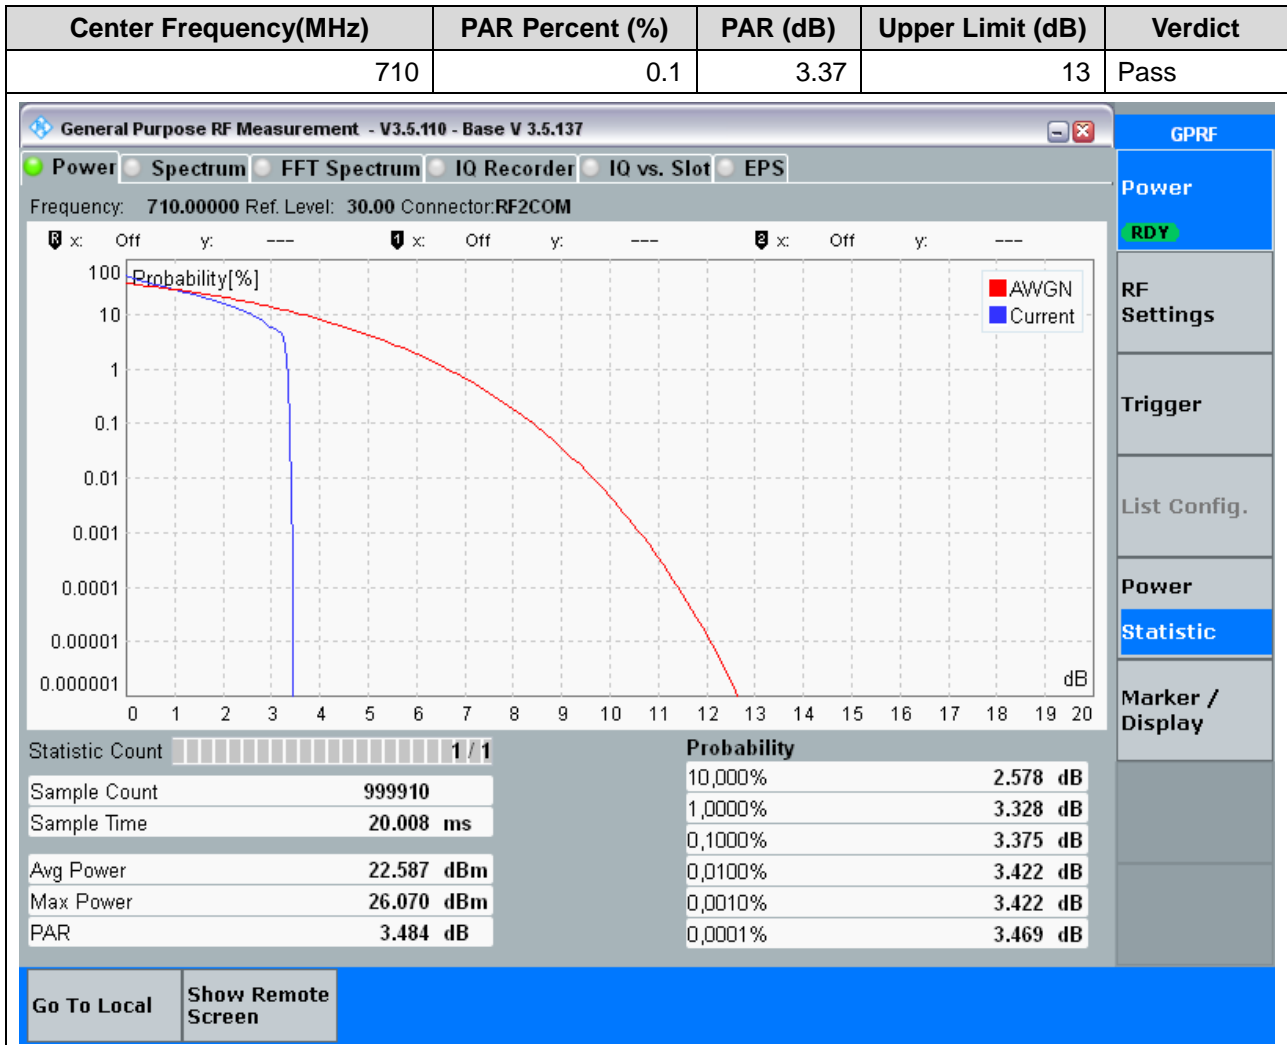 Center Frequency(MHz) PAR Percent (%) PAR (dB) Upper Limit (dB) Verdict
710 0.1 3.37 13 Pass
General Purpose RF Measurement - V3.5.110 - Base V 3.5.137
GPRF
Power Spectrum FFT Spectrum IQ Recorder IQ vs. Slot EPS
Power
RDY
Frequency: 710.00000 Ref. Level: 30.00 Connector:RF2COM
R x: Off y: --- 1 x: Off y: --- 2 x: Off y: ---
Probability[%]
AWGN
Current
100
10
1
0.1
0.01
0.001
0.0001
0.00001
0.000001
dB
0 1 2 3 4 5 6 7 8 9 10 11 12 13 14 15 16 17 18 19 20
RF
Settings
Trigger
List Config.
Power
Statistic
Marker /
Display
Statistic Count 1 / 1
Sample Count 999910
Sample Time 20.008 ms
Avg Power 22.587 dBm
Max Power 26.070 dBm
PAR 3.484 dB
Probability
10,000% 2.578 dB
1,0000% 3.328 dB
0,1000% 3.375 dB
0,0100% 3.422 dB
0,0010% 3.422 dB
0,0001% 3.469 dB
Go To Local
Show Remote
Screen